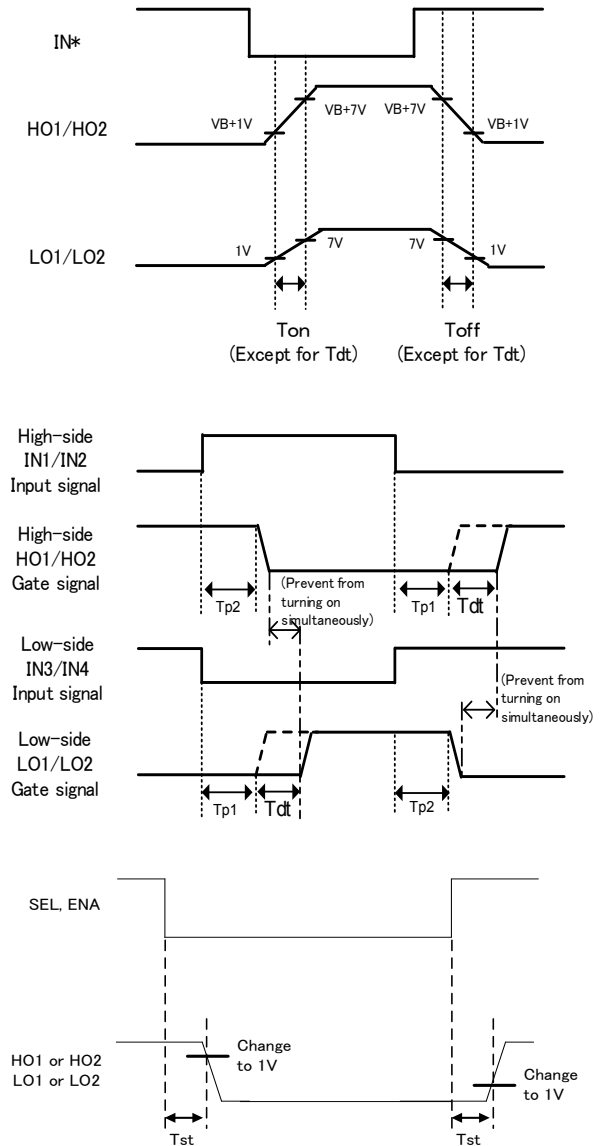 IN*
HO1/HO2
VB+1V
VB+7V
VB+7V
VB+1V
LO1/LO2
1V
7V
7V
1V
Ton
(Except for Tdt)
Toff
(Except for Tdt)
High-side
IN1/IN2
Input signal
High-side
HO1/HO2
Gate signal
Tp2
(Prevent from
turning on
simultaneously)
Tp1
Tdt
Low-side
IN3/IN4
Input signal
(Prevent from
turning on
simultaneously)
Low-side
LO1/LO2
Gate signal
Tp1
Tdt
Tp2
SEL, ENA
HO1 or HO2
LO1 or LO2
Change
to 1V
Change
to 1V
Tst
Tst